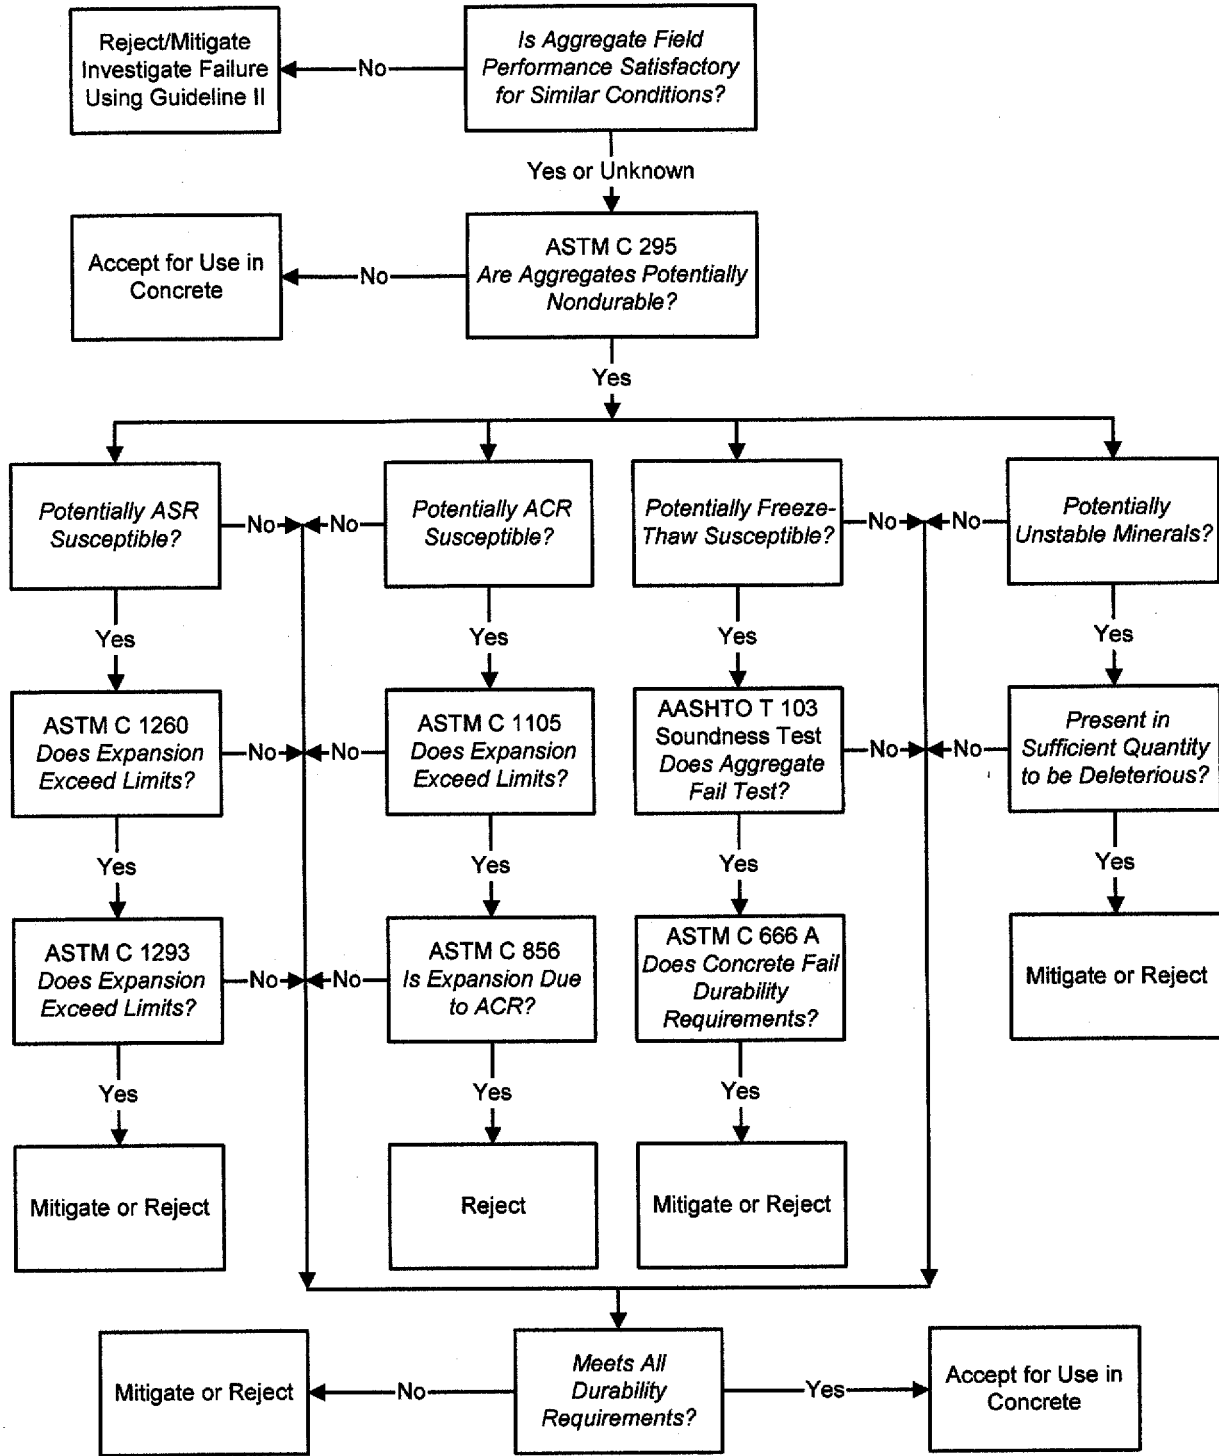 Reject/Mitigate
Investigate Failure
Using Guideline II
No
Is Aggregate Field
Performance Satisfactory
for Similar Conditions?
Yes or Unknown
Accept for Use in
Concrete
No
ASTM C 295
Are Aggregates Potentially
Nondurable?
Yes
Potentially ASR
Susceptible?
No
No
Potentially ACR
Susceptible?
Potentially Freeze-
Thaw Susceptible?
No
No
Potentially
Unstable Minerals?
Yes
Yes
Yes
Yes
ASTM C 1260
Does Expansion
Exceed Limits?
No
No
ASTM C 1105
Does Expansion
Exceed Limits?
AASHTO T 103
Soundness Test
Does Aggregate
Fail Test?
No
No
Present in
Sufficient Quantity
to be Deleterious?
Yes
Yes
Yes
Yes
ASTM C 1293
Does Expansion
Exceed Limits?
No
No
ASTM C 856
Is Expansion Due
to ACR?
ASTM C 666 A
Does Concrete Fail
Durability
Requirements?
Mitigate or Reject
Yes
Yes
Yes
Mitigate or Reject
Reject
Mitigate or Reject
Mitigate or Reject
No
Meets All
Durability
Requirements?
Yes
Accept for Use in
Concrete